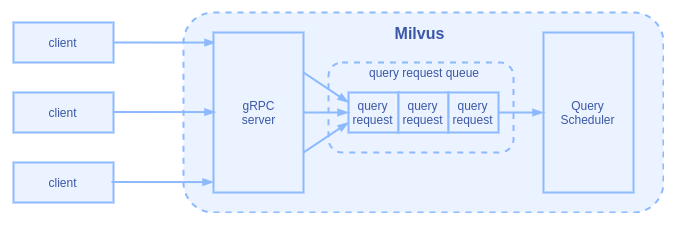 Milvus
client
client
client
gRPC
server
query request queue
query
request
query
request
query
request
Query
Scheduler